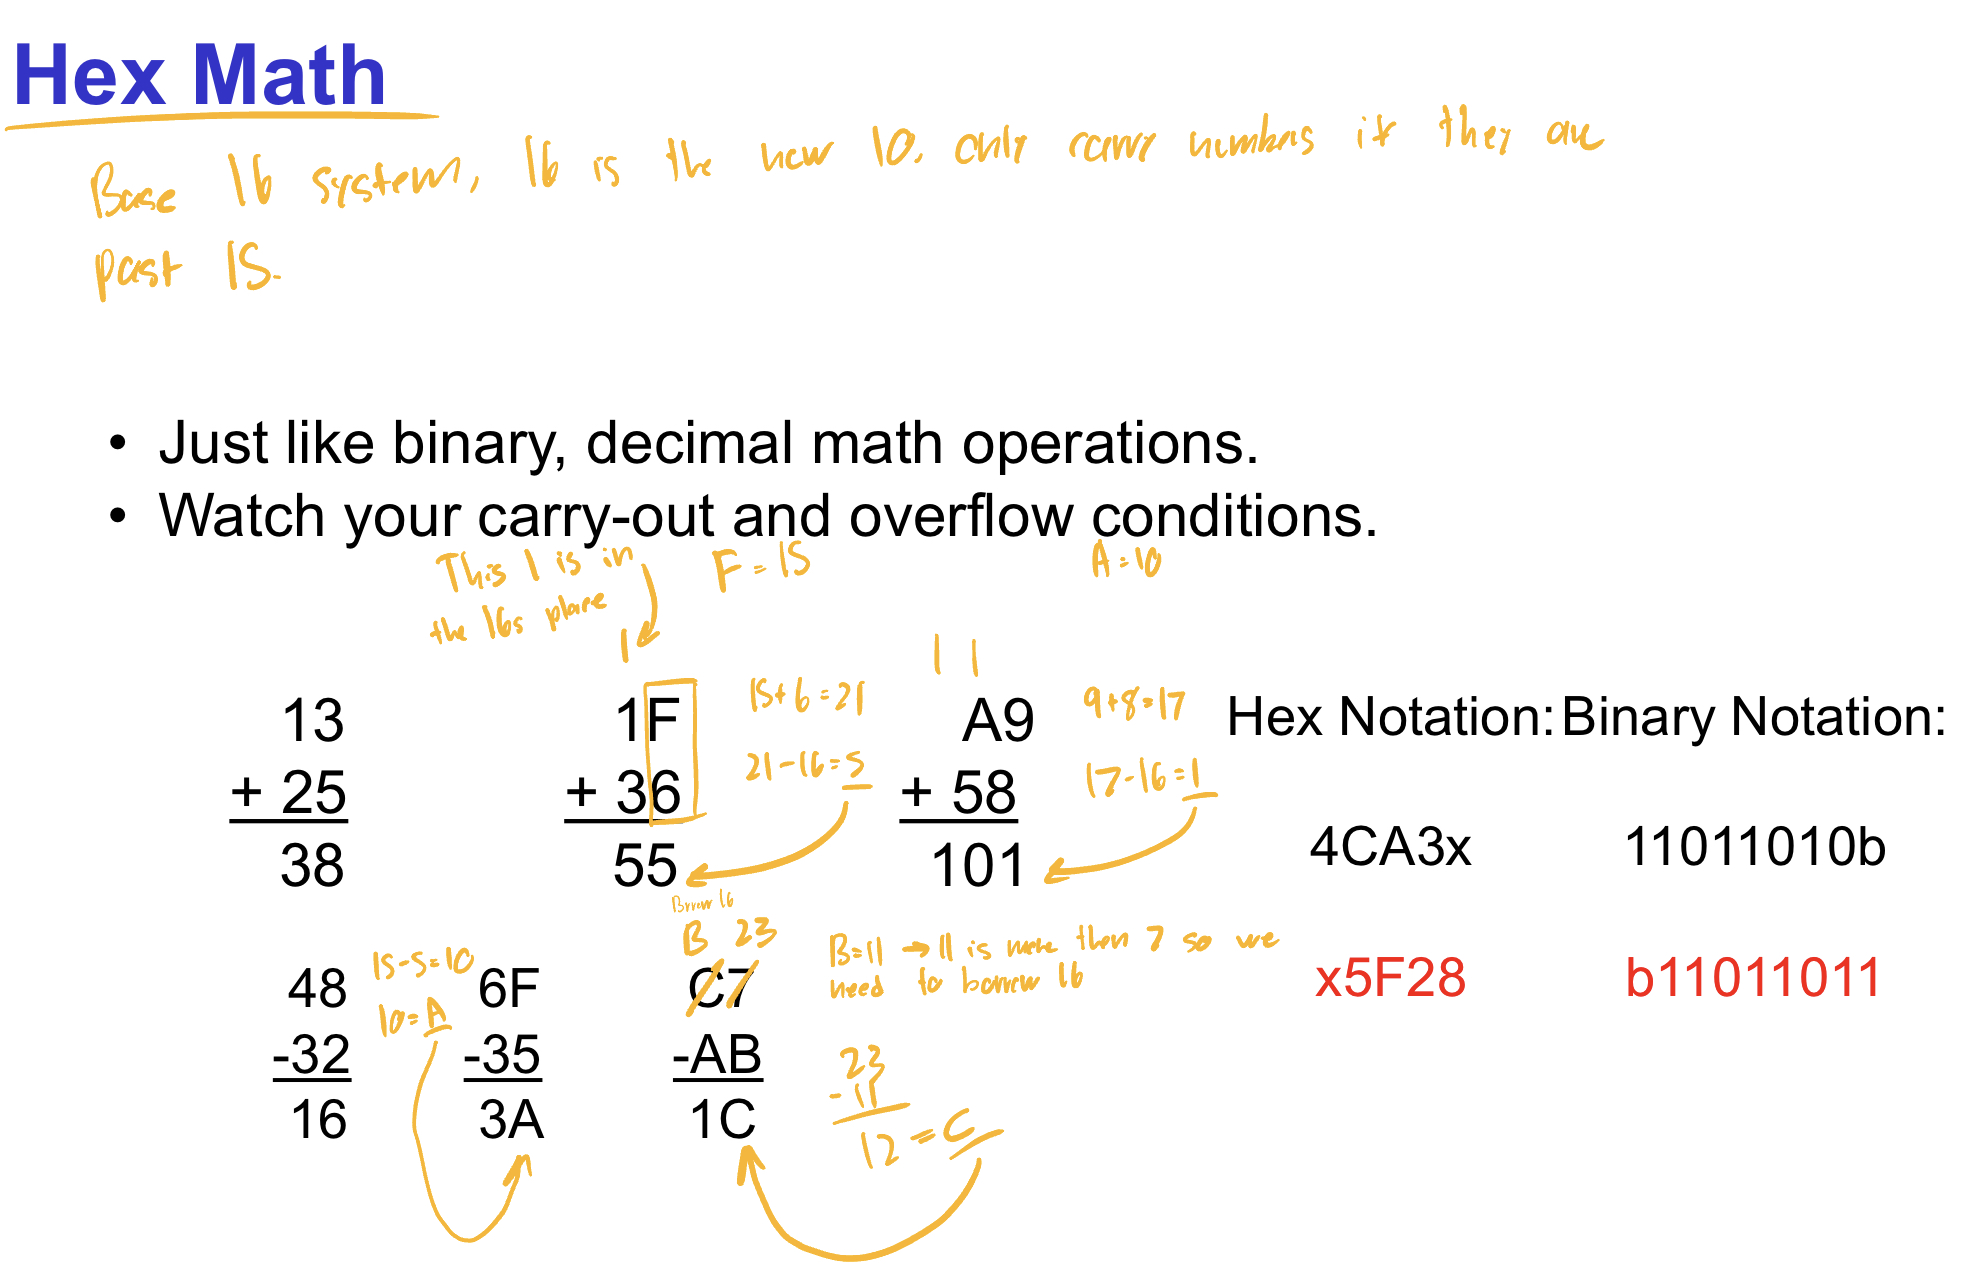 Hex Math
Base 16 system, 16 is the new 10. only carry numbers if they are
past 15.
• Just like binary, decimal math operations.
• Watch your carry-out and overflow conditions.
This 1 is in
the 16s place
F = 15
A = 10
1
1 1
13
+ 25
38
1F
+ 36
55
15+6=21
21-16=5
A9
+ 58
101
9+8=17
17-16=1
Hex Notation: Binary Notation:
4CA3x 11011010b
x5F28 b11011011
48
-32
16
15-5=10
10=A
6F
-35
3A
Borrow 16
B 23
C7
-AB
1C
B=11 → 11 is more than 7 so we
need to borrow 16
23
-11
12 = C